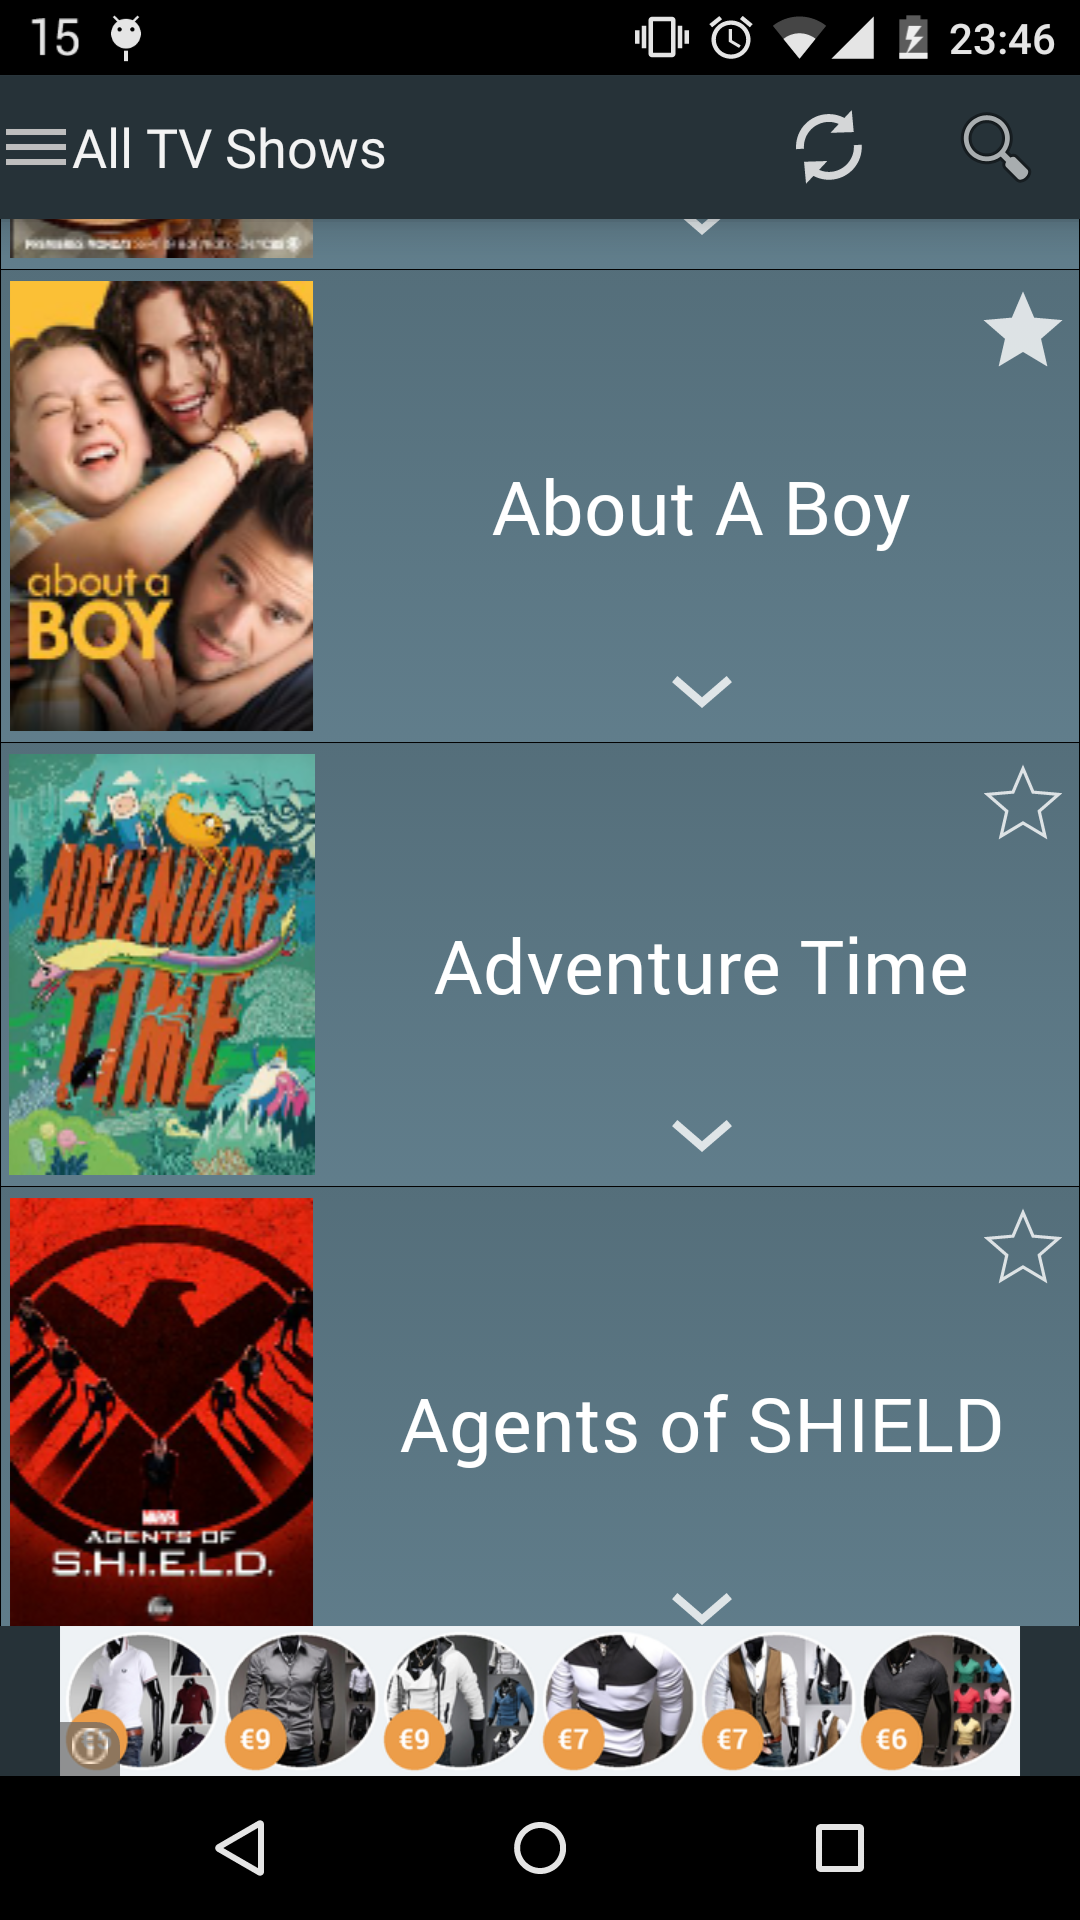 15
23:46
All TV Shows
about a
BOY
About A Boy
ADVENTURE
TIME
Adventure Time
MARVEL
AGENTS OF
S.H.I.E.L.D.
Agents of SHIELD
€9
€9
€7
€7
€6